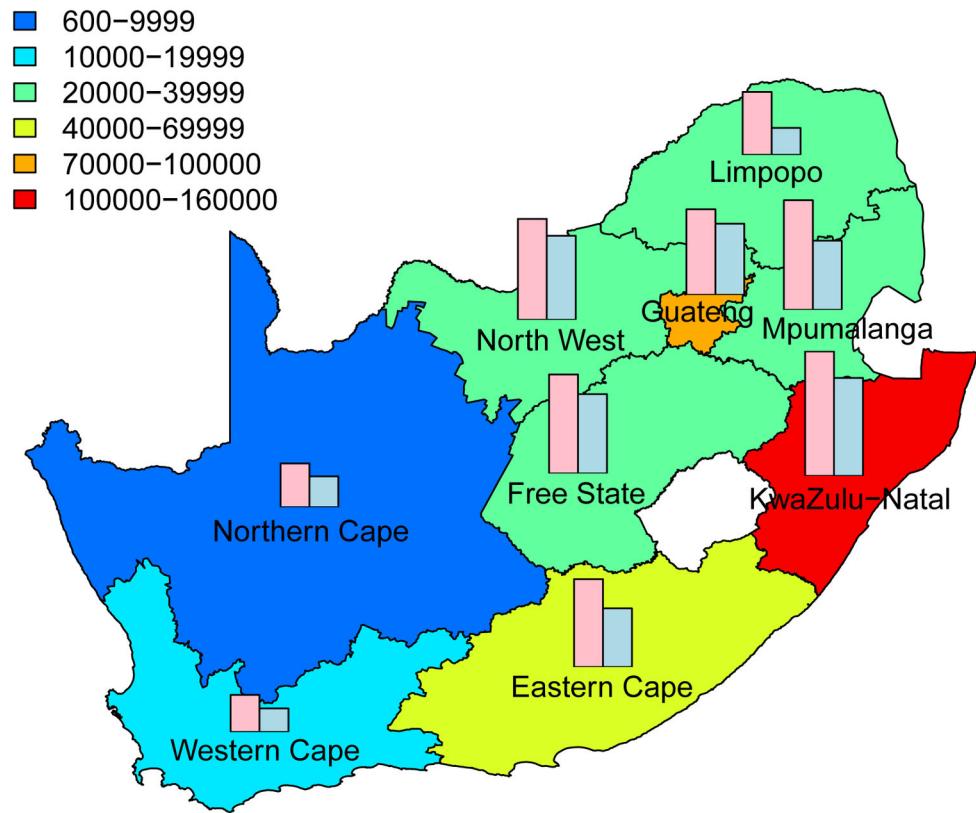 600−9999
10000−19999
20000−39999
40000−69999
70000−100000
100000−160000
Limpopo
Guateng
North West
Mpumalanga
Free State
KwaZulu−Natal
Northern Cape
Eastern Cape
Western Cape